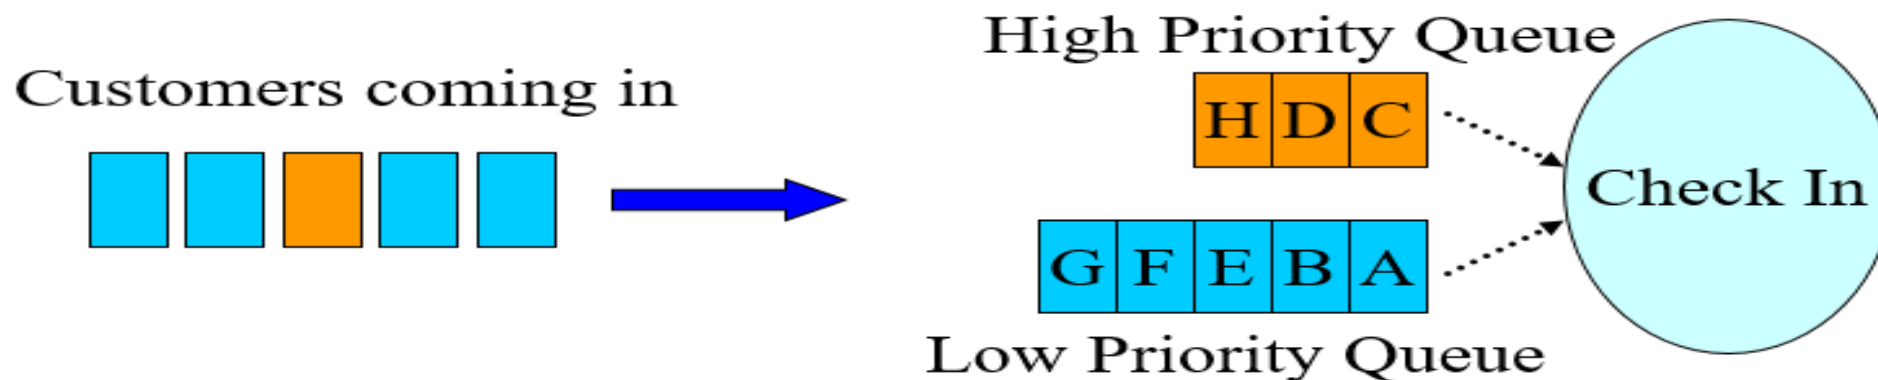 Customers coming in
High Priority Queue
H D C
Check In
G F E B A
Low Priority Queue